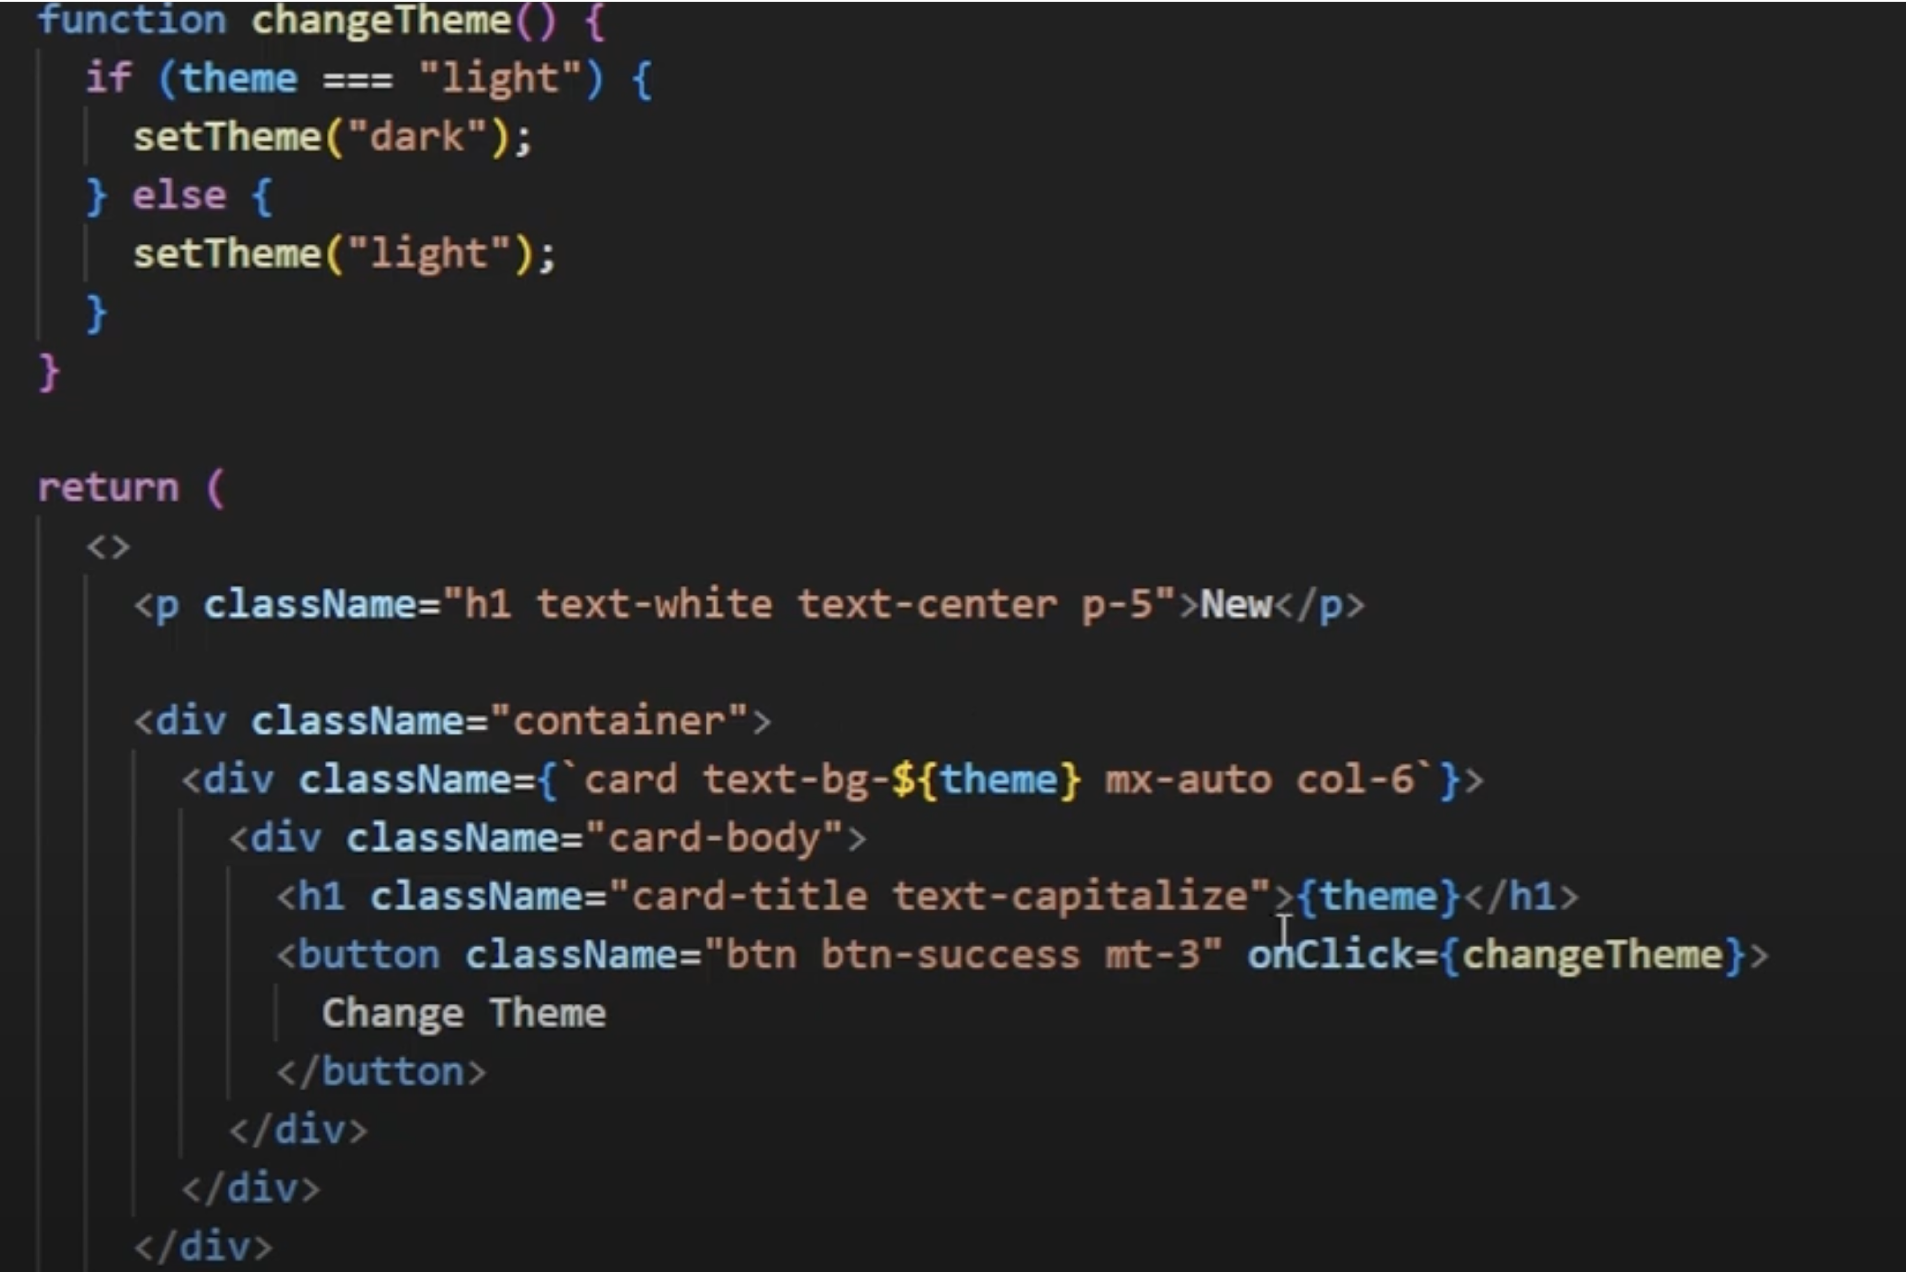 function changeTheme() {
if (theme === "light") {
setTheme("dark");
} else {
setTheme("light");
}
}
return (
<>
<p className="h1 text-white text-center p-5">New</p>
<div className="container">
<div className={`card text-bg-${theme} mx-auto col-6`}>
<div className="card-body">
<h1 className="card-title text-capitalize">{theme}</h1>
<button className="btn btn-success mt-3" onClick={changeTheme}>
Change Theme
</button>
</div>
</div>
</div>